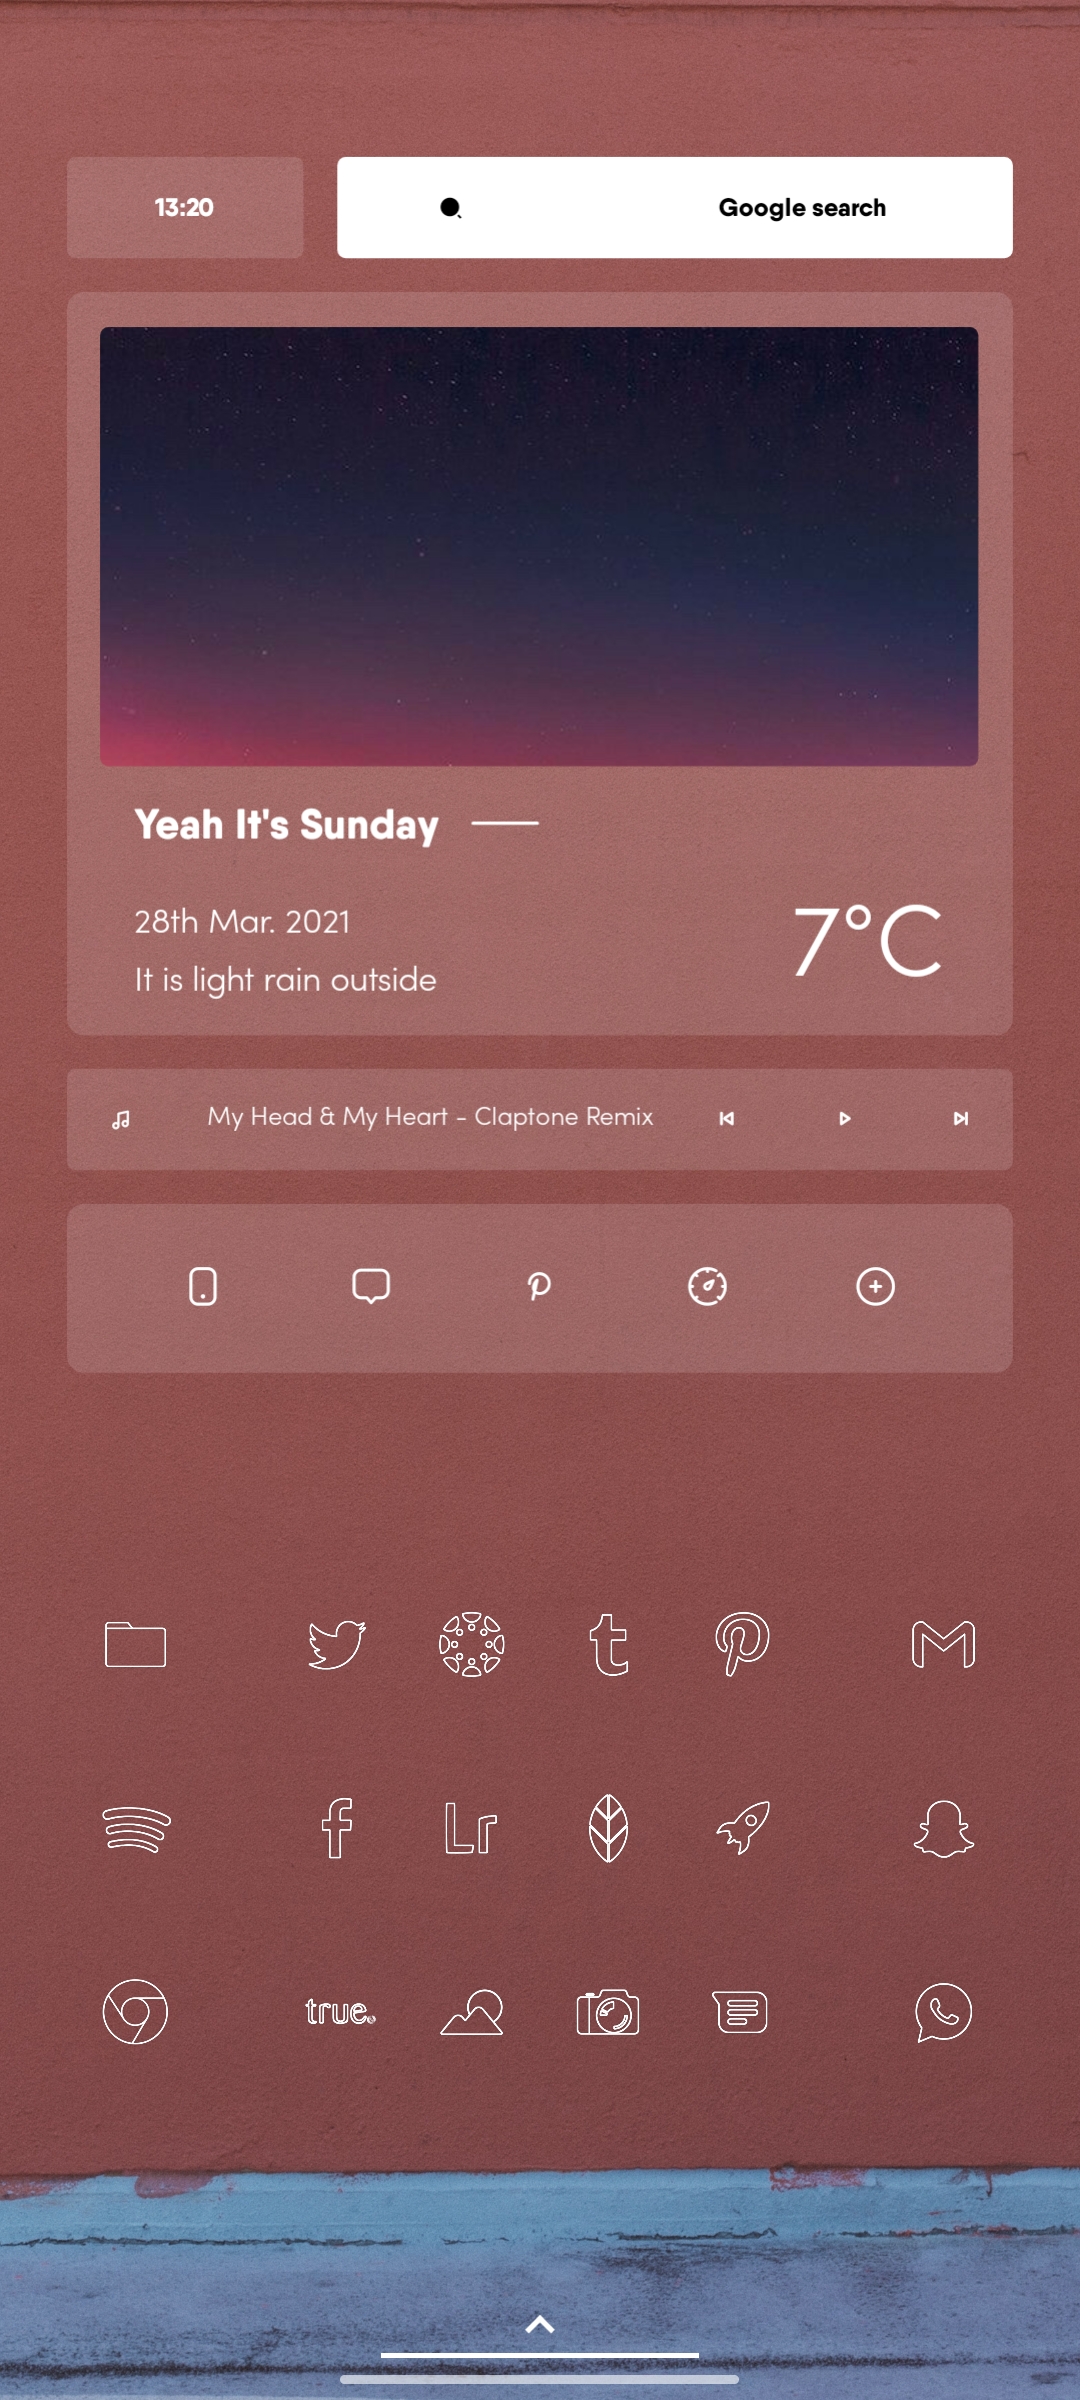 13:20
Google search
Yeah It's Sunday
28th Mar. 2021
It is light rain outside
7°C
My Head & My Heart - Claptone Remix
t
M
f
Lr
true